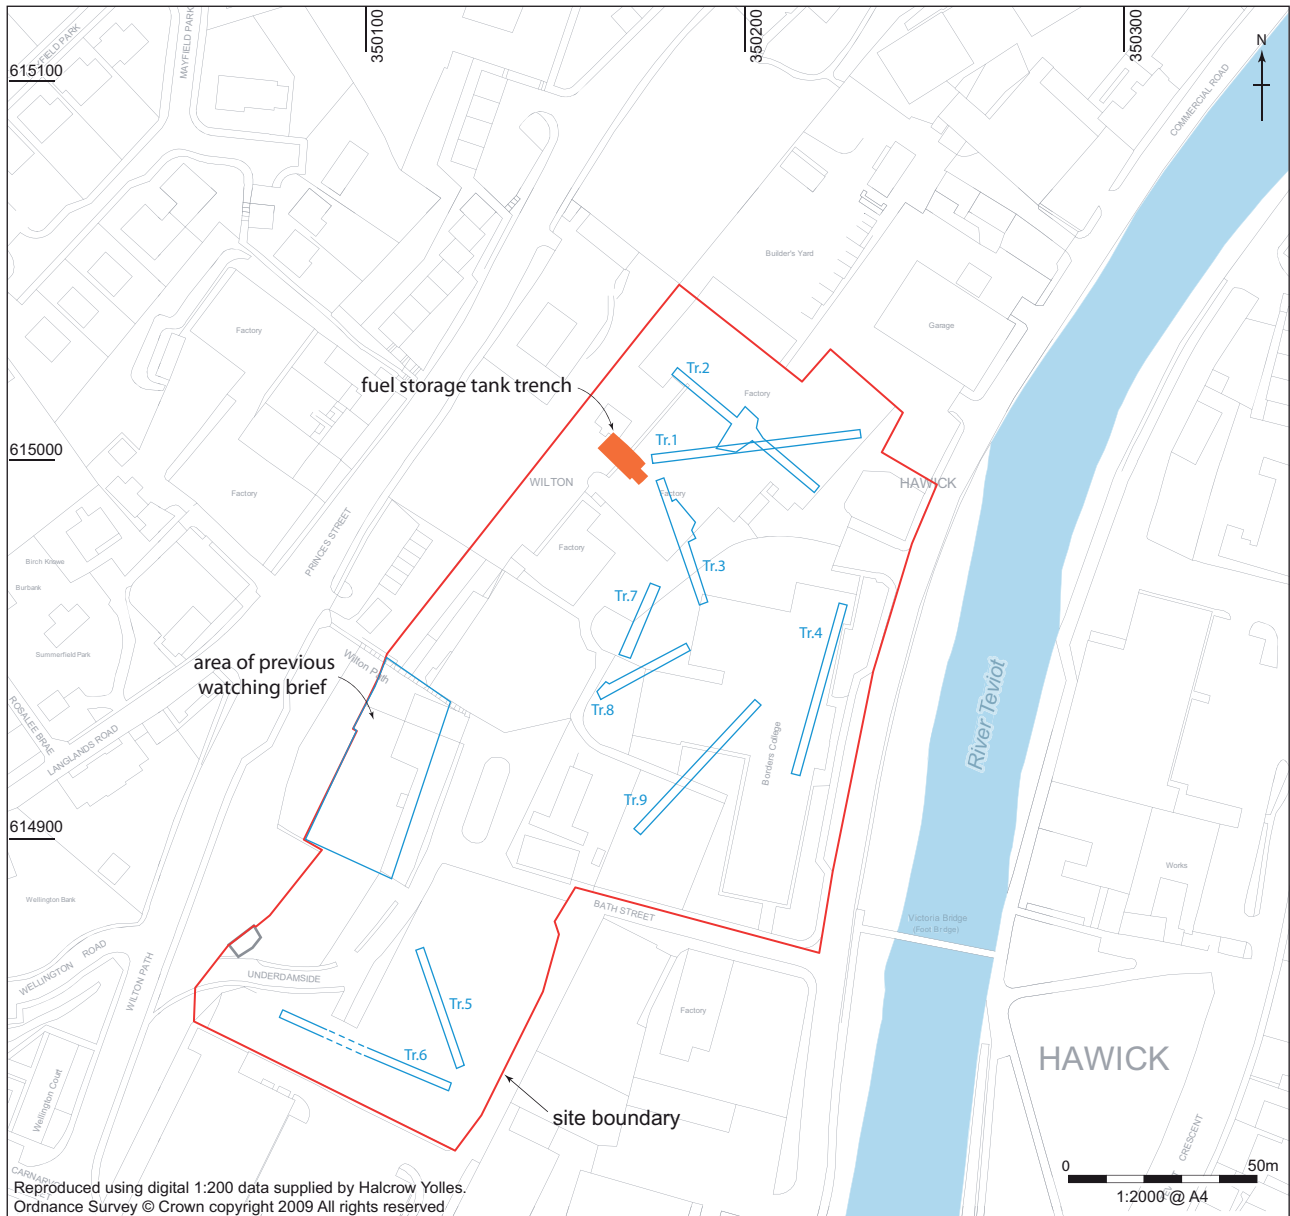 350100
350200
350300
N
615100
MAYFIELD PARK
COMMERCIAL ROAD
Builder's Yard
Factory
Garage
Tr.2
fuel storage tank trench
Factory
Tr.1
615000
WILTON
HAWICK
Factory
Factory
PRINCES STREET
Factory
Birch Knowe
Tr.3
Burbank
Tr.7
Tr.4
Summerfield Park
area of previous
watching brief
Wilton Path
River Teviot
ROSALEE BRAE
LANGLANDS ROAD
Tr.8
Borders College
Tr.9
614900
Works
Wellington Bank
BATH STREET
Victoria Bridge
(Foot Bridge)
WELLINGTON ROAD
WILTON PATH
UNDERDAMSIDE
Tr.5
Factory
Tr.6
HAWICK
Wellington Court
site boundary
CRESCENT
0 50m
1:2000 @ A4
Reproduced using digital 1:200 data supplied by Halcrow Yolles.
Ordnance Survey © Crown copyright 2009 All rights reserved